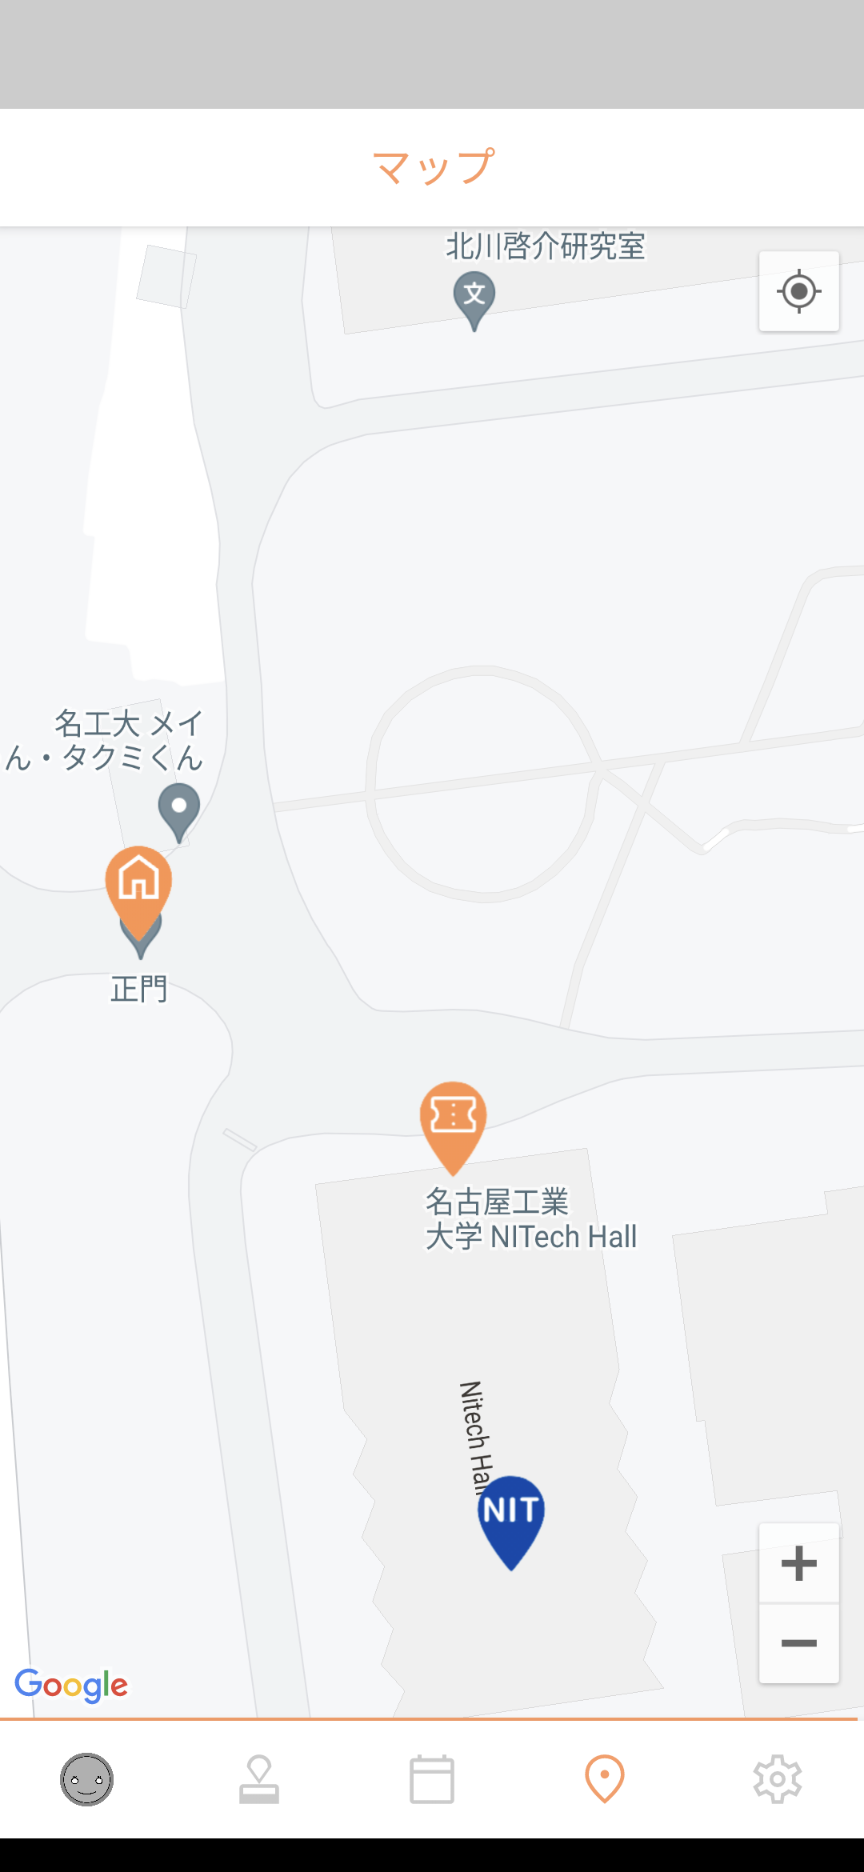 マップ
北川啓介研究室
文
名工大 メイ
ん・タクミくん
正門
名古屋工業
大学 NITech Hall
Nitech Hall
NIT
Google